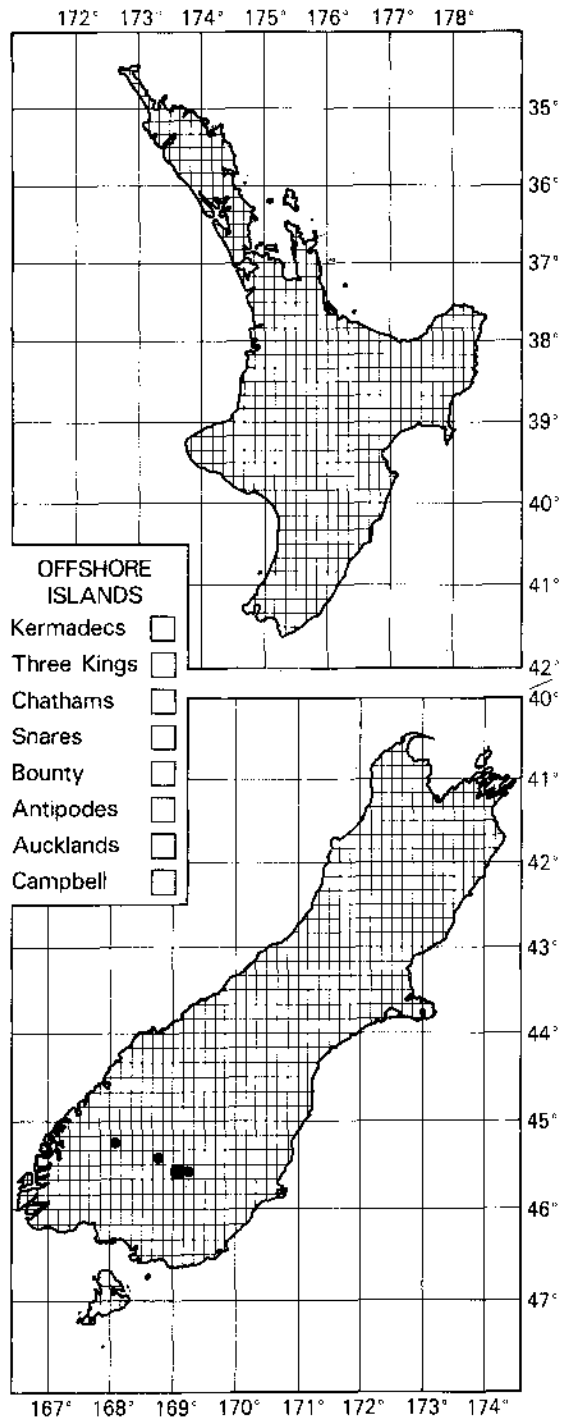 172° 173° 174° 175° 176° 177° 178°
35°
36°
37°
38°
39°
40°
41°
42°
OFFSHORE
ISLANDS
Kermadecs
Three Kings
Chathams
Snares
Bounty
Antipodes
Aucklands
Campbell
40°
41°
42°
43°
44°
45°
46°
47°
167° 168° 169° 170° 171° 172° 173° 174°